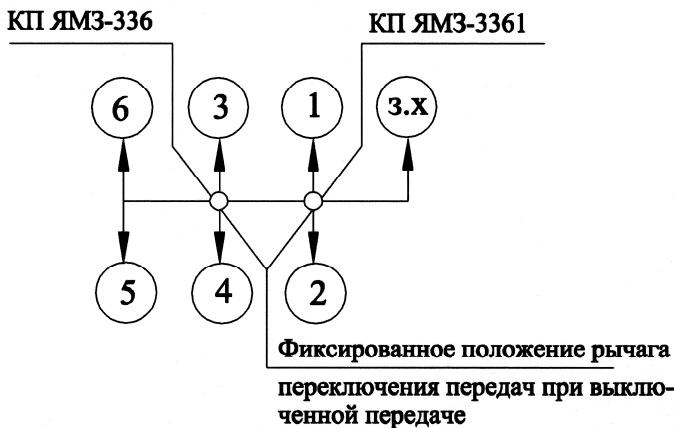 КП ЯМЗ-336
КП ЯМЗ-3361
6
3
1
з.х
5
4
2
Фиксированное положение рычага
переключения передач при выклю-
ченной передаче